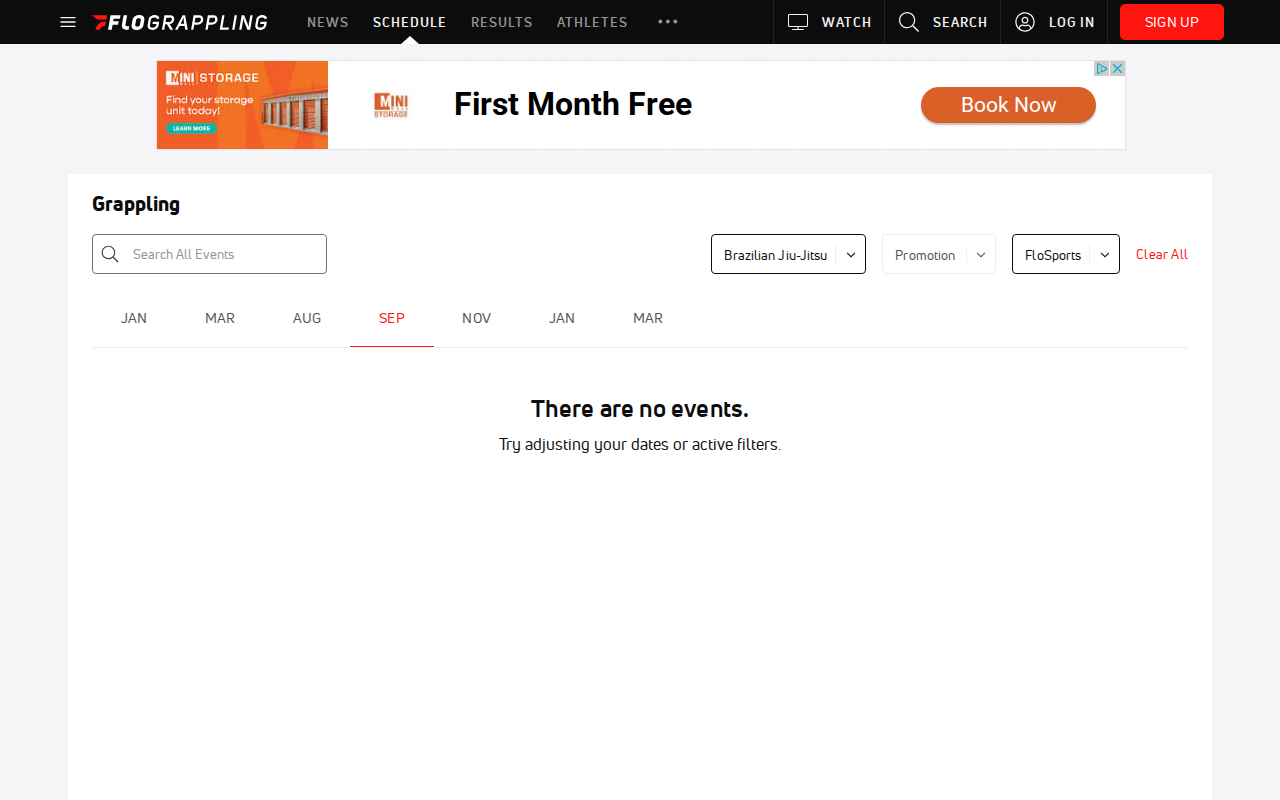 FLOGRAPPLING
NEWS
SCHEDULE
RESULTS
ATHLETES
WATCH
SEARCH
LOG IN
SIGN UP
MINI STORAGE
Find your storage
unit today!
LEARN MORE
MINI
STORAGE
First Month Free
Book Now
Grappling
Search All Events
Brazilian Jiu-Jitsu
Promotion
FloSports
Clear All
JAN
MAR
AUG
SEP
NOV
JAN
MAR
There are no events.
Try adjusting your dates or active filters.